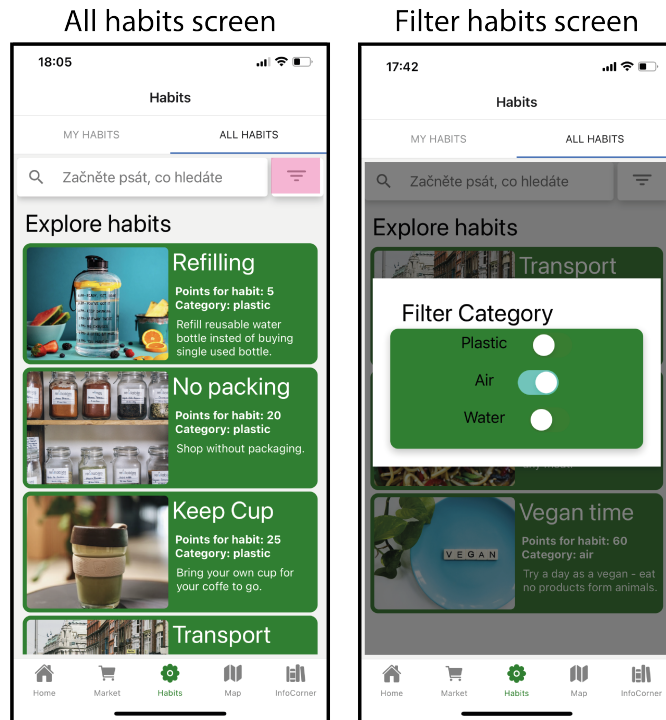 All habits screen
18:05
Habits
MY HABITS
ALL HABITS
Začněte psát, co hledáte
Explore habits
Refilling
Points for habit: 5
Category: plastic
Refill reusable water
bottle insted of buying
single used bottle.
No packing
Points for habit: 20
Category: plastic
Shop without packaging.
Keep Cup
Points for habit: 25
Category: plastic
Bring your own cup for
your coffe to go.
Transport
Home
Market
Habits
Map
InfoCorner
Filter habits screen
17:42
Habits
MY HABITS
ALL HABITS
Začněte psát, co hledáte
Explore habits
Transport
Filter Category
Plastic
Air
Water
VEGAN
Vegan time
Points for habit: 60
Category: air
Try a day as a vegan - eat
no products form animals.
Home
Market
Habits
Map
InfoCorner